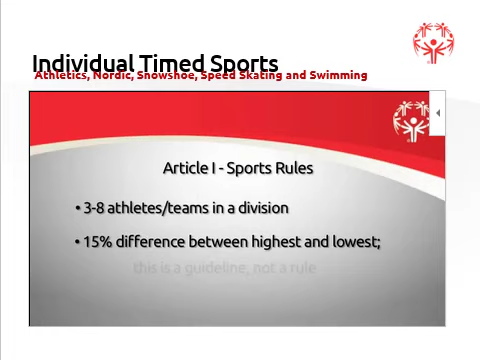 Individual Timed Sports
Athletics, Nordic, Snowshoe, Speed Skating and Swimming
Article I - Sports Rules
• 3-8 athletes/teams in a division
• 15% difference between highest and lowest;
this is a guideline, not a rule